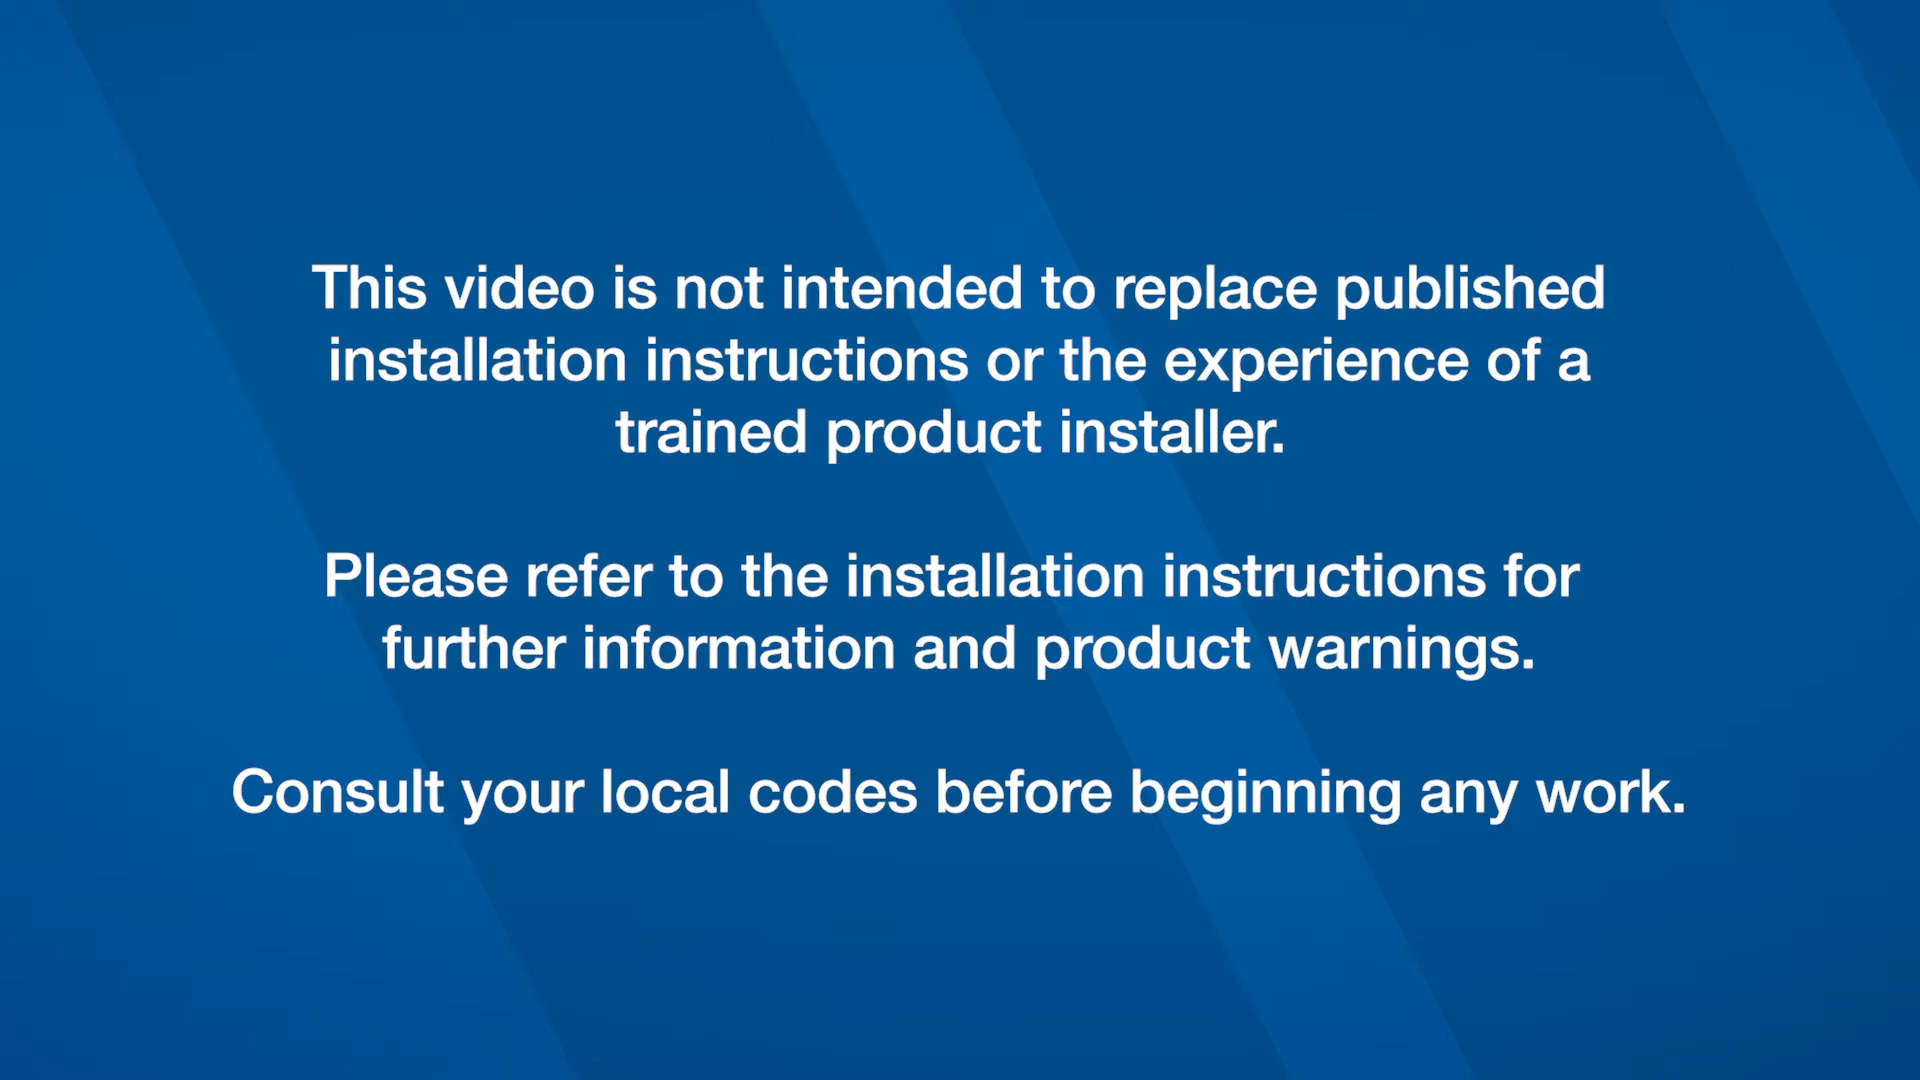 This video is not intended to replace published
installation instructions or the experience of a
trained product installer.
Please refer to the installation instructions for
further information and product warnings.
Consult your local codes before beginning any work.